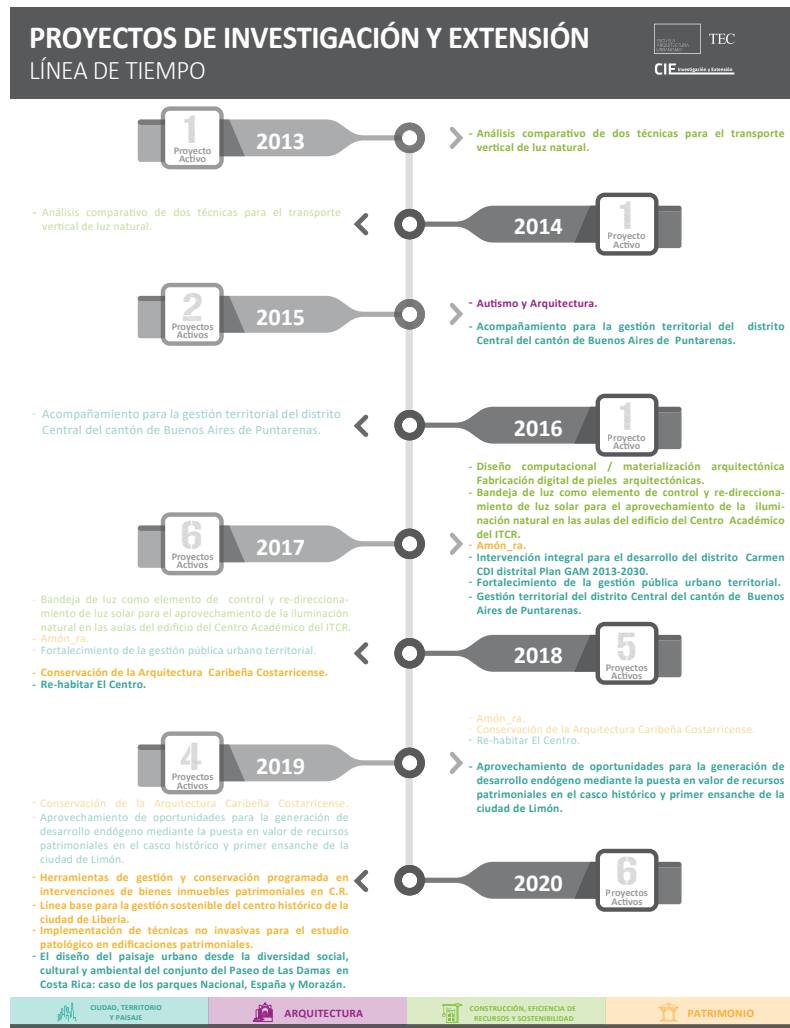 PROYECTOS DE INVESTIGACIÓN Y EXTENSIÓN
LÍNEA DE TIEMPO
ESCUELA
ARQUITECTURA
URBANISMO
TEC
CIE Investigación y Extensión
1
Proyecto
Activo
2013
- Análisis comparativo de dos técnicas para el transporte
vertical de luz natural.
- Análisis comparativo de dos técnicas para el transporte
vertical de luz natural.
2014
1
Proyecto
Activo
2
Proyectos
Activos
2015
- Autismo y Arquitectura.
- Acompañamiento para la gestión territorial del distrito
Central del cantón de Buenos Aires de Puntarenas.
- Acompañamiento para la gestión territorial del distrito
Central del cantón de Buenos Aires de Puntarenas.
2016
1
Proyecto
Activo
6
Proyectos
Activos
2017
- Diseño computacional / materialización arquitectónica
Fabricación digital de pieles arquitectónicas.
- Bandeja de luz como elemento de control y re-direcciona-
miento de luz solar para el aprovechamiento de la ilumi-
nación natural en las aulas del edificio del Centro Académico
del ITCR.
- Amón_ra.
- Intervención integral para el desarrollo del distrito Carmen
CDI distrital Plan GAM 2013-2030.
- Fortalecimiento de la gestión pública urbano territorial.
- Gestión territorial del distrito Central del cantón de Buenos
Aires de Puntarenas.
- Bandeja de luz como elemento de control y re-direcciona-
miento de luz solar para el aprovechamiento de la iluminación
natural en las aulas del edificio del Centro Académico del ITCR.
- Amón_ra.
- Fortalecimiento de la gestión pública urbano territorial.
- Conservación de la Arquitectura Caribeña Costarricense.
- Re-habitar El Centro.
2018
5
Proyectos
Activos
4
Proyectos
Activos
2019
- Amón_ra.
- Conservación de la Arquitectura Caribeña Costarricense.
- Re-habitar El Centro.
- Aprovechamiento de oportunidades para la generación de
desarrollo endógeno mediante la puesta en valor de recursos
patrimoniales en el casco histórico y primer ensanche de la
ciudad de Limón.
- Conservación de la Arquitectura Caribeña Costarricense.
- Aprovechamiento de oportunidades para la generación de
desarrollo endógeno mediante la puesta en valor de recursos
patrimoniales en el casco histórico y primer ensanche de la
ciudad de Limón.
- Herramientas de gestión y conservación programada en
intervenciones de bienes inmuebles patrimoniales en C.R.
- Línea base para la gestión sostenible del centro histórico de la
ciudad de Liberia.
- Implementación de técnicas no invasivas para el estudio
patológico en edificaciones patrimoniales.
- El diseño del paisaje urbano desde la diversidad social,
cultural y ambiental del conjunto del Paseo de Las Damas en
Costa Rica: caso de los parques Nacional, España y Morazán.
2020
6
Proyectos
Activos
CIUDAD, TERRITORIO
Y PAISAJE
ARQUITECTURA
CONSTRUCCIÓN, EFICIENCIA DE
RECURSOS Y SOSTENIBILIDAD
PATRIMONIO